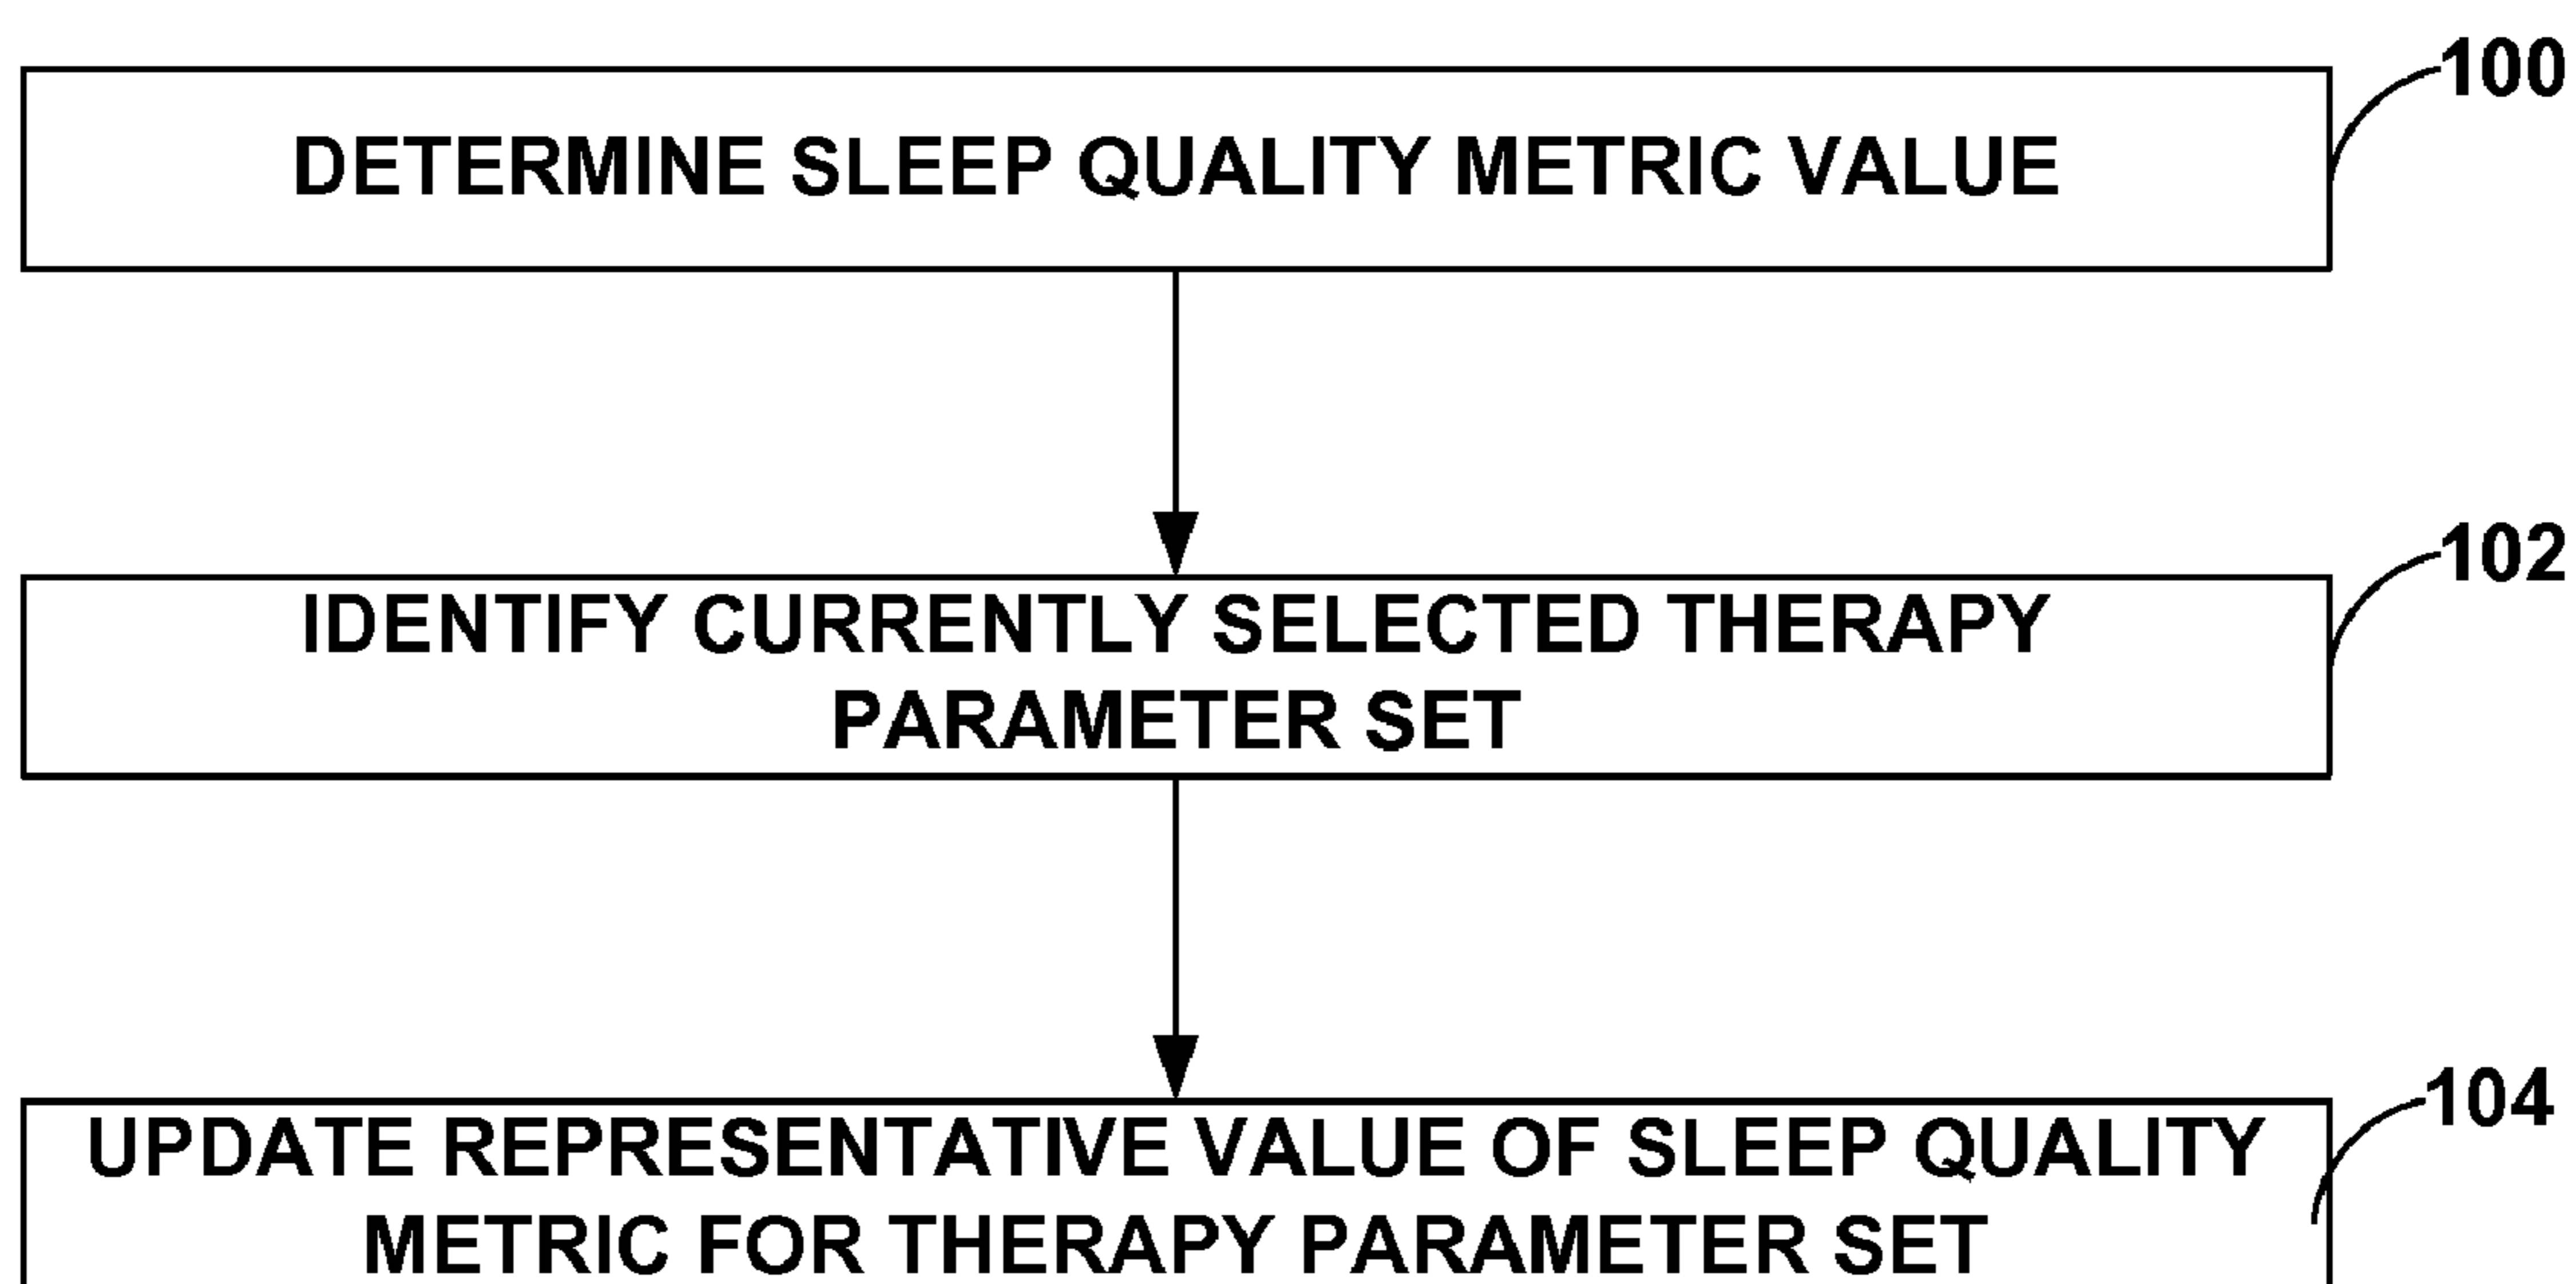 100
DETERMINE SLEEP QUALITY METRIC VALUE
102
IDENTIFY CURRENTLY SELECTED THERAPY
PARAMETER SET
104
UPDATE REPRESENTATIVE VALUE OF SLEEP QUALITY
METRIC FOR THERAPY PARAMETER SET